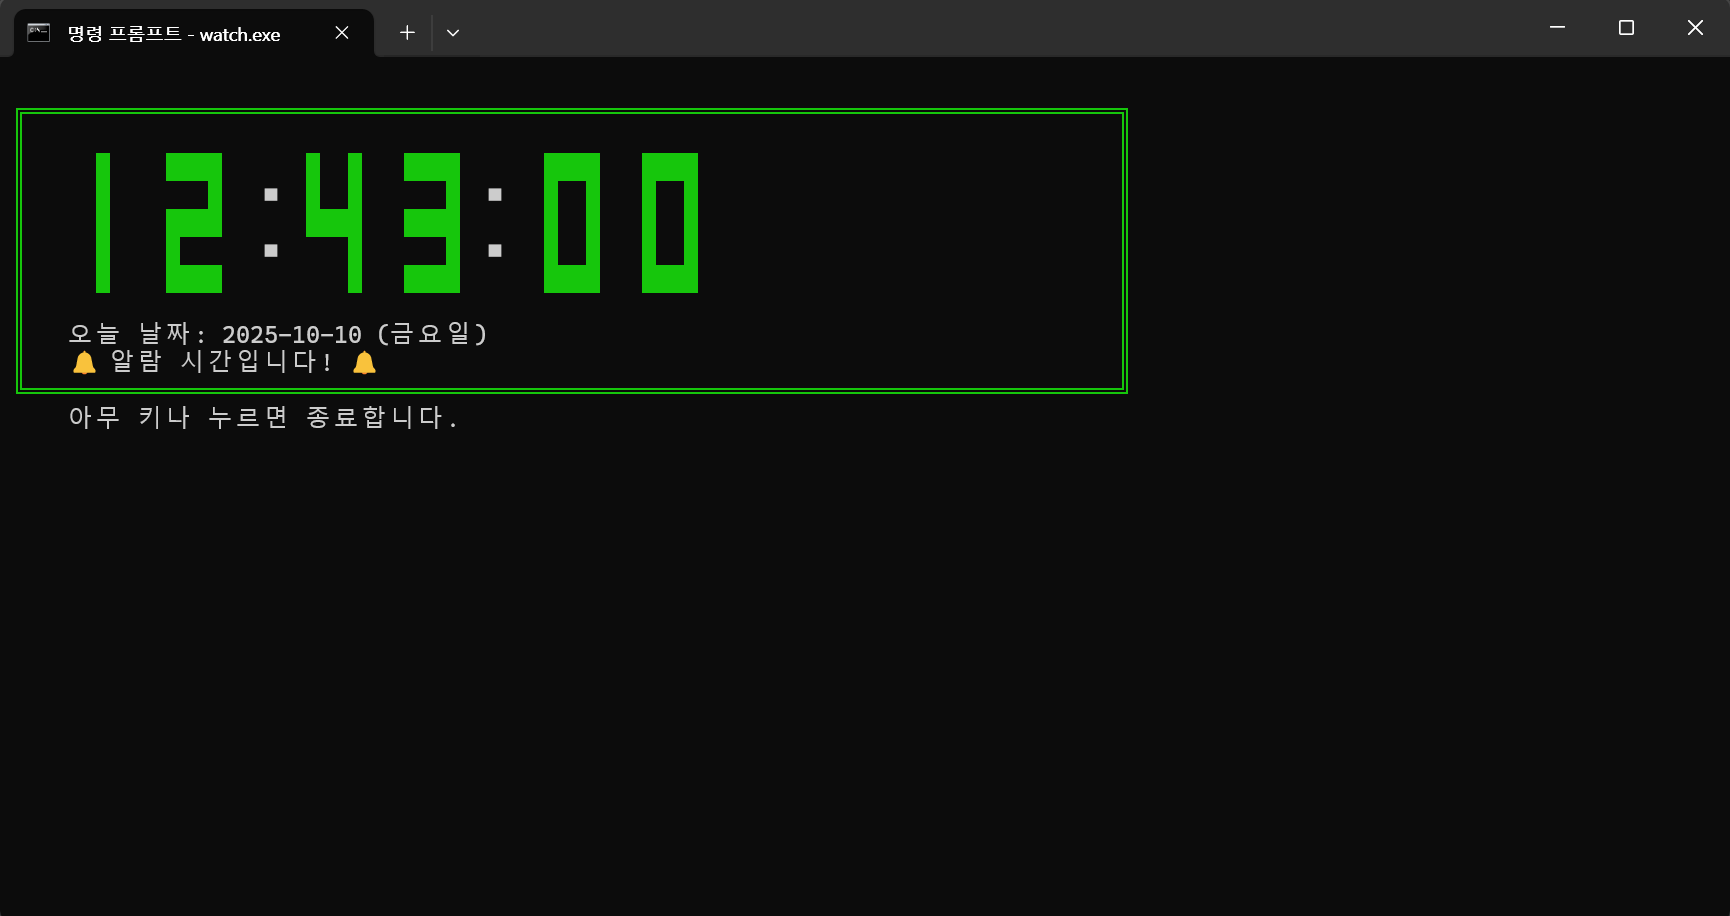 명령 프롬프트 - watch.exe
12:43:00
오늘 날짜: 2025-10-10 (금요일)
🔔 알람 시간입니다! 🔔
아무 키나 누르면 종료합니다.